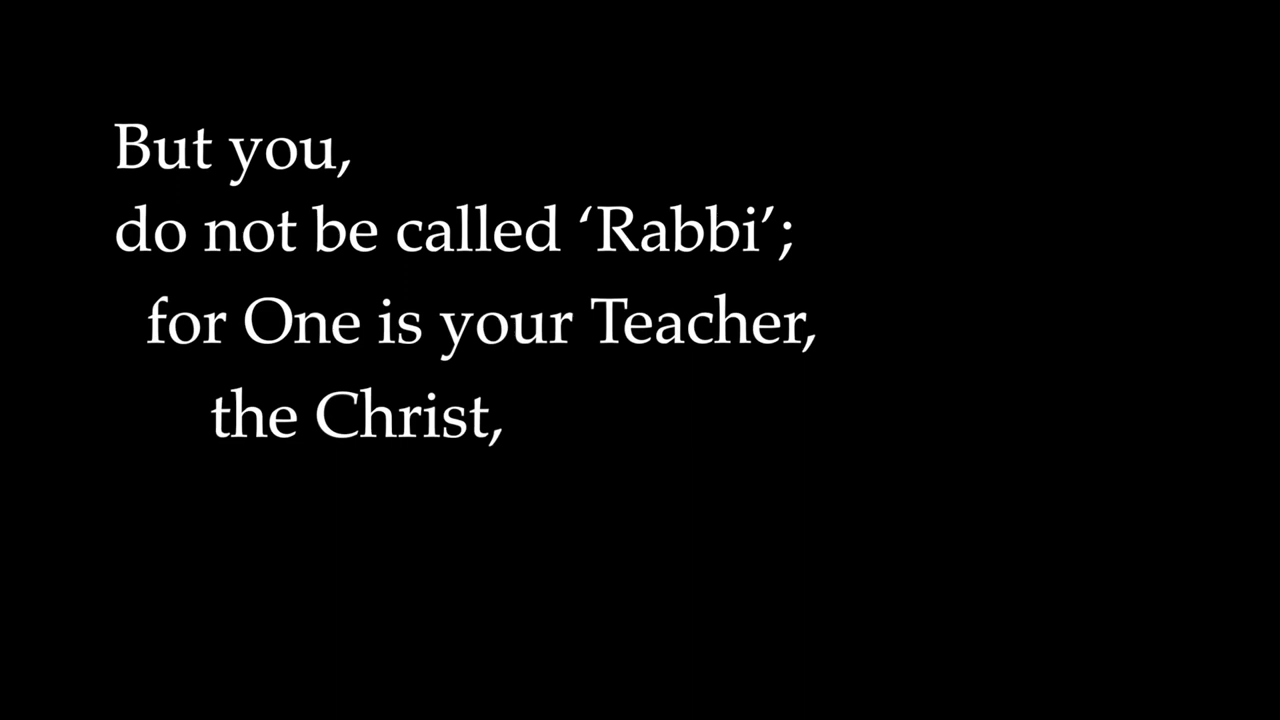 But you,
do not be called ‘Rabbi’;
for One is your Teacher,
the Christ,